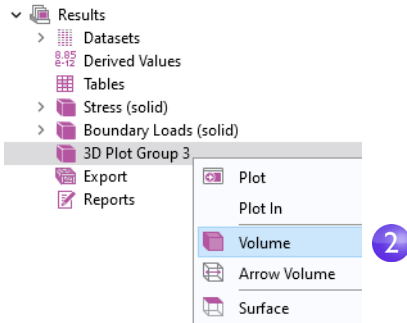 Results
Datasets
8.85
e-12 Derived Values
Tables
Stress (solid)
Boundary Loads (solid)
3D Plot Group 3
Export
Reports
Plot
Plot In
Volume
2
Arrow Volume
Surface